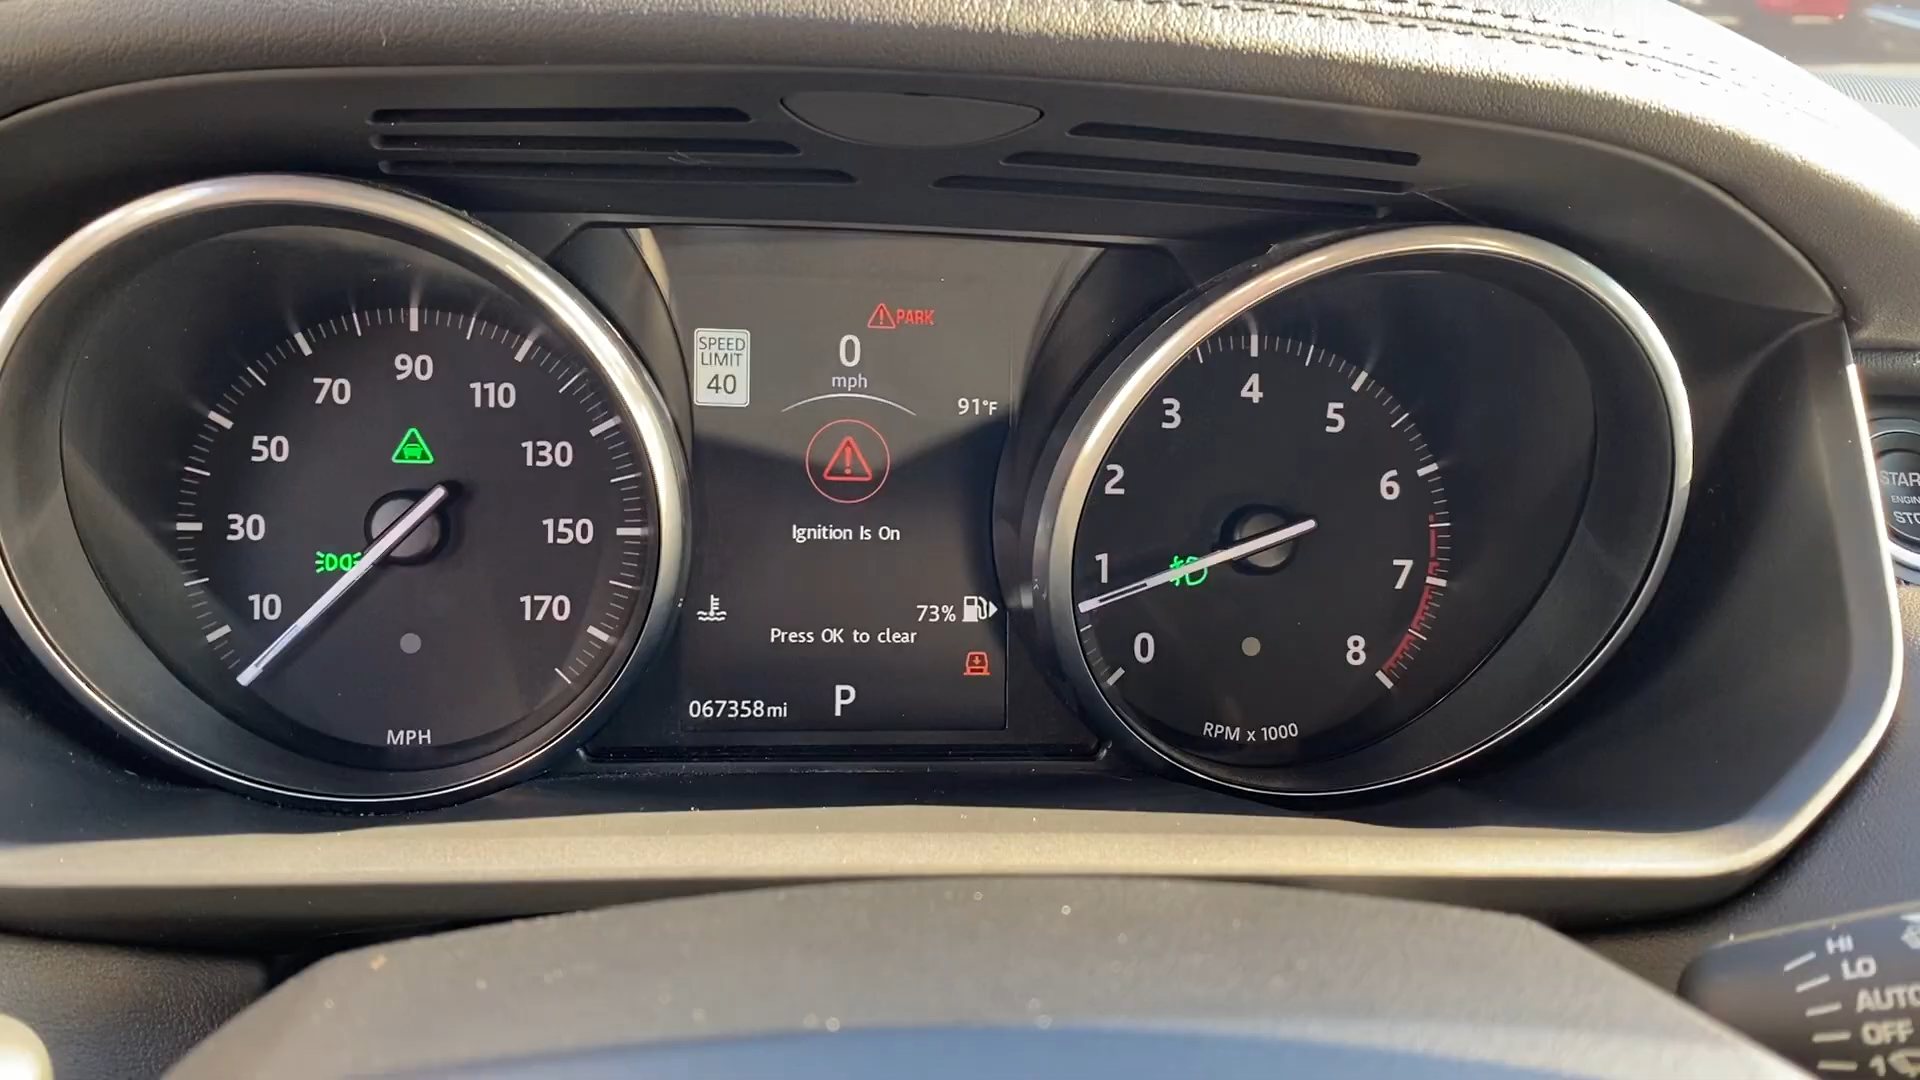 PARK
SPEED
LIMIT
40
0
mph
91°F
Ignition Is On
73%
Press OK to clear
067358mi
P
10
30
50
70
90
110
130
150
170
MPH
0
1
2
3
4
5
6
7
8
RPM x 1000
HI
LO
OFF
1